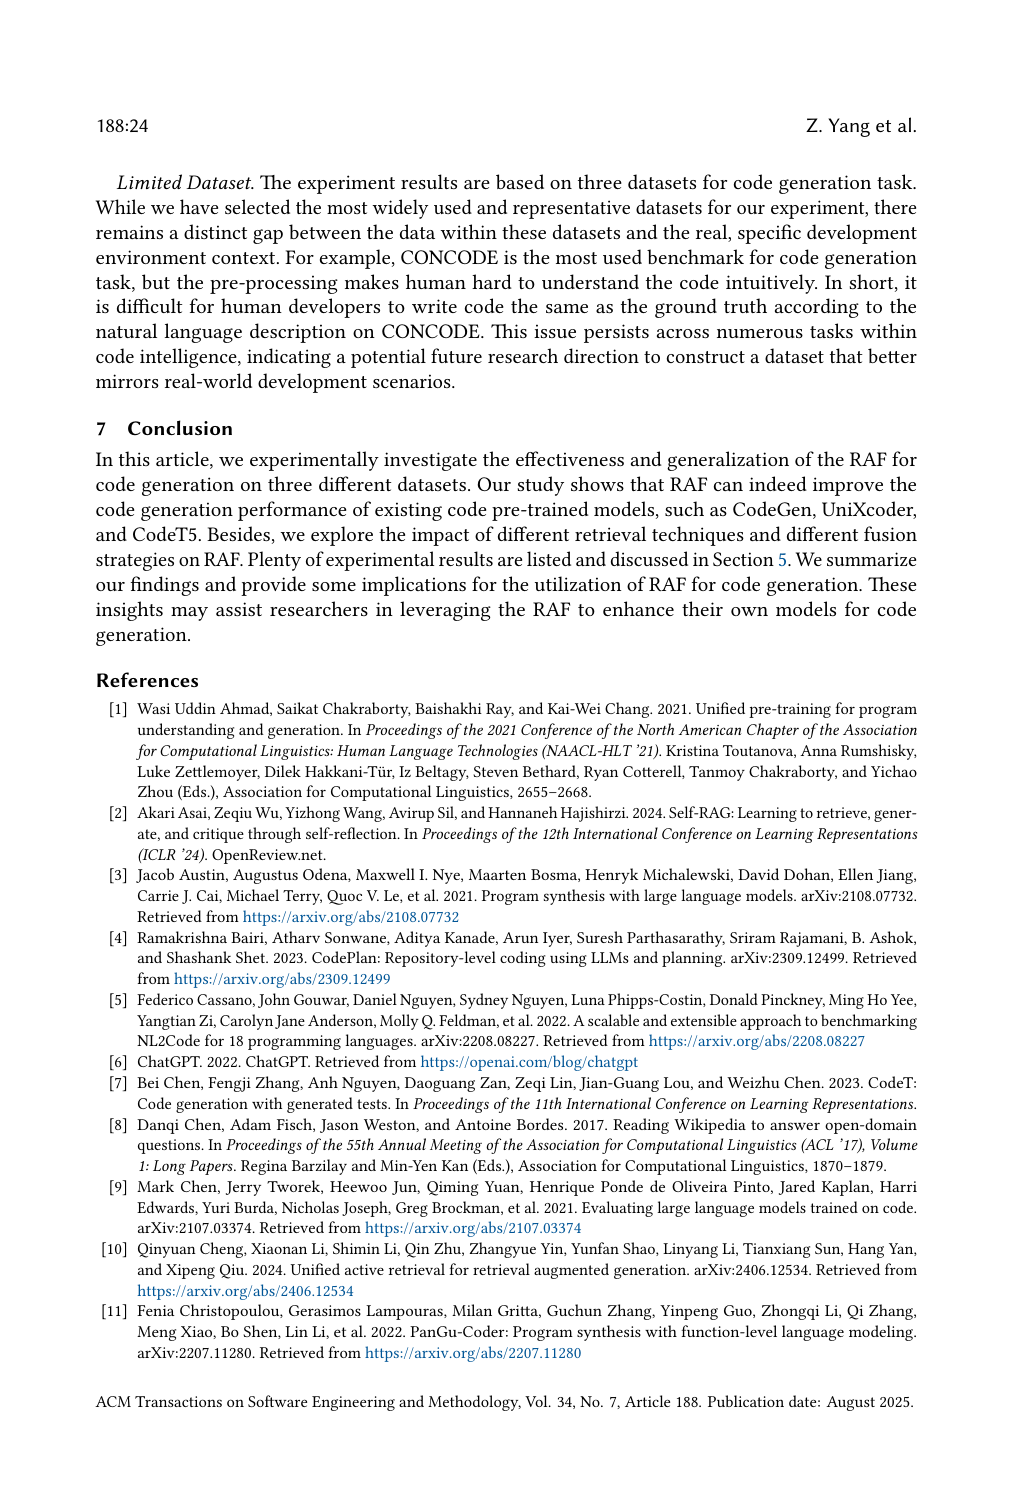 188:24
Z. Yang et al.
Limited Dataset. The experiment results are based on three datasets for code generation task.
While we have selected the most widely used and representative datasets for our experiment, there
remains a distinct gap between the data within these datasets and the real, specific development
environment context. For example, CONCODE is the most used benchmark for code generation
task, but the pre-processing makes human hard to understand the code intuitively. In short, it
is difficult for human developers to write code the same as the ground truth according to the
natural language description on CONCODE. This issue persists across numerous tasks within
code intelligence, indicating a potential future research direction to construct a dataset that better
mirrors real-world development scenarios.
7 Conclusion
In this article, we experimentally investigate the effectiveness and generalization of the RAF for
code generation on three different datasets. Our study shows that RAF can indeed improve the
code generation performance of existing code pre-trained models, such as CodeGen, UniXcoder,
and CodeT5. Besides, we explore the impact of different retrieval techniques and different fusion
strategies on RAF. Plenty of experimental results are listed and discussed in Section 5. We summarize
our findings and provide some implications for the utilization of RAF for code generation. These
insights may assist researchers in leveraging the RAF to enhance their own models for code
generation.
References
[1] Wasi Uddin Ahmad, Saikat Chakraborty, Baishakhi Ray, and Kai-Wei Chang. 2021. Unified pre-training for program
understanding and generation. In Proceedings of the 2021 Conference of the North American Chapter of the Association
for Computational Linguistics: Human Language Technologies (NAACL-HLT ’21). Kristina Toutanova, Anna Rumshisky,
Luke Zettlemoyer, Dilek Hakkani-Tür, Iz Beltagy, Steven Bethard, Ryan Cotterell, Tanmoy Chakraborty, and Yichao
Zhou (Eds.), Association for Computational Linguistics, 2655–2668.
[2] Akari Asai, Zeqiu Wu, Yizhong Wang, Avirup Sil, and Hannaneh Hajishirzi. 2024. Self-RAG: Learning to retrieve, gener-
ate, and critique through self-reflection. In Proceedings of the 12th International Conference on Learning Representations
(ICLR ’24). OpenReview.net.
[3] Jacob Austin, Augustus Odena, Maxwell I. Nye, Maarten Bosma, Henryk Michalewski, David Dohan, Ellen Jiang,
Carrie J. Cai, Michael Terry, Quoc V. Le, et al. 2021. Program synthesis with large language models. arXiv:2108.07732.
Retrieved from https://arxiv.org/abs/2108.07732
[4] Ramakrishna Bairi, Atharv Sonwane, Aditya Kanade, Arun Iyer, Suresh Parthasarathy, Sriram Rajamani, B. Ashok,
and Shashank Shet. 2023. CodePlan: Repository-level coding using LLMs and planning. arXiv:2309.12499. Retrieved
from https://arxiv.org/abs/2309.12499
[5] Federico Cassano, John Gouwar, Daniel Nguyen, Sydney Nguyen, Luna Phipps-Costin, Donald Pinckney, Ming Ho Yee,
Yangtian Zi, Carolyn Jane Anderson, Molly Q. Feldman, et al. 2022. A scalable and extensible approach to benchmarking
NL2Code for 18 programming languages. arXiv:2208.08227. Retrieved from https://arxiv.org/abs/2208.08227
[6] ChatGPT. 2022. ChatGPT. Retrieved from https://openai.com/blog/chatgpt
[7] Bei Chen, Fengji Zhang, Anh Nguyen, Daoguang Zan, Zeqi Lin, Jian-Guang Lou, and Weizhu Chen. 2023. CodeT:
Code generation with generated tests. In Proceedings of the 11th International Conference on Learning Representations.
[8] Danqi Chen, Adam Fisch, Jason Weston, and Antoine Bordes. 2017. Reading Wikipedia to answer open-domain
questions. In Proceedings of the 55th Annual Meeting of the Association for Computational Linguistics (ACL ’17), Volume
1: Long Papers. Regina Barzilay and Min-Yen Kan (Eds.), Association for Computational Linguistics, 1870–1879.
[9] Mark Chen, Jerry Tworek, Heewoo Jun, Qiming Yuan, Henrique Ponde de Oliveira Pinto, Jared Kaplan, Harri
Edwards, Yuri Burda, Nicholas Joseph, Greg Brockman, et al. 2021. Evaluating large language models trained on code.
arXiv:2107.03374. Retrieved from https://arxiv.org/abs/2107.03374
[10] Qinyuan Cheng, Xiaonan Li, Shimin Li, Qin Zhu, Zhangyue Yin, Yunfan Shao, Linyang Li, Tianxiang Sun, Hang Yan,
and Xipeng Qiu. 2024. Unified active retrieval for retrieval augmented generation. arXiv:2406.12534. Retrieved from
https://arxiv.org/abs/2406.12534
[11] Fenia Christopoulou, Gerasimos Lampouras, Milan Gritta, Guchun Zhang, Yinpeng Guo, Zhongqi Li, Qi Zhang,
Meng Xiao, Bo Shen, Lin Li, et al. 2022. PanGu-Coder: Program synthesis with function-level language modeling.
arXiv:2207.11280. Retrieved from https://arxiv.org/abs/2207.11280
ACM Transactions on Software Engineering and Methodology, Vol. 34, No. 7, Article 188. Publication date: August 2025.